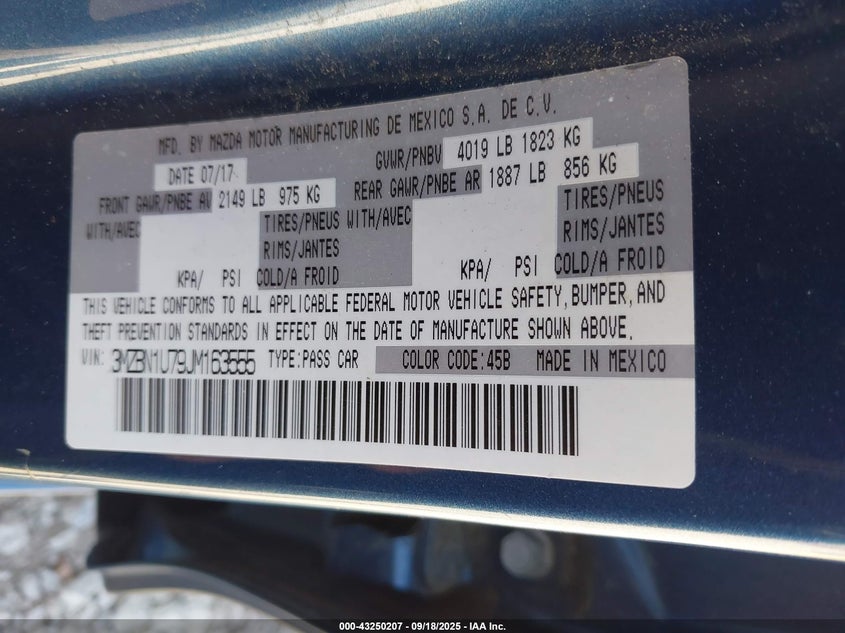 MFD. BY MAZDA MOTOR MANUFACTURING DE MEXICO S.A. DE C.V.
DATE 07/17 GVWR/PNBV 4019 LB 1823 KG
FRONT GAWR/PNBE AV 2149 LB 975 KG REAR GAWR/PNBE AR 1887 LB 856 KG
WITH/AVEC TIRES/PNEUS WITH/AVEC TIRES/PNEUS
RIMS/JANTES RIMS/JANTES
KPA/ PSI COLD/A FROID KPA/ PSI COLD/A FROID
THIS VEHICLE CONFORMS TO ALL APPLICABLE FEDERAL MOTOR VEHICLE SAFETY, BUMPER, AND
THEFT PREVENTION STANDARDS IN EFFECT ON THE DATE OF MANUFACTURE SHOWN ABOVE.
VIN: 3MZBN1U79JM163555 TYPE:PASS CAR COLOR CODE:45B MADE IN MEXICO
000-43250207 - 09/18/2025 - IAA Inc.